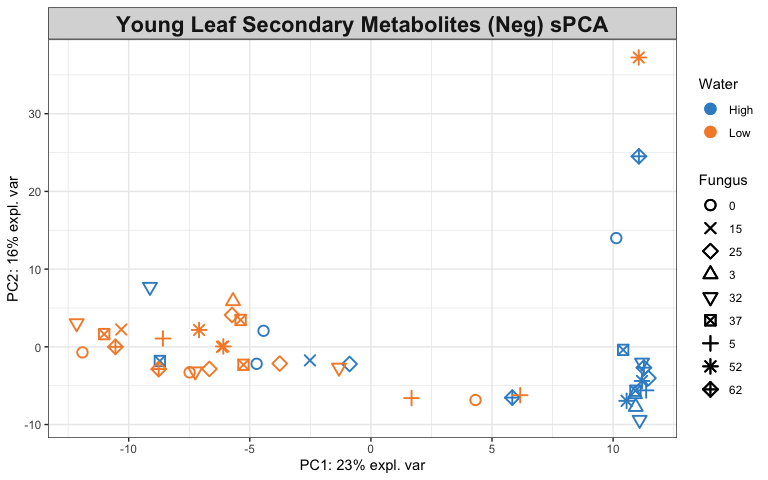 Young Leaf Secondary Metabolites (Neg) sPCA
PC2: 16% expl. var
30
20
10
0
-10
-10
-5
0
5
10
PC1: 23% expl. var
Water
High
Low
Fungus
0
15
25
3
32
37
5
52
62